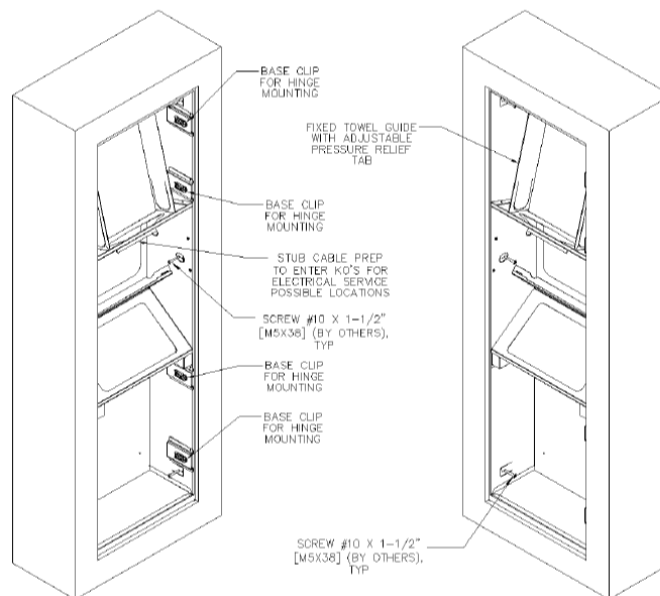 BASE CLIP
FOR HINGE
MOUNTING
FIXED TOWEL GUIDE
WITH ADJUSTABLE
PRESSURE RELIEF
TAB
BASE CLIP
FOR HINGE
MOUNTING
STUB CABLE PREP
TO ENTER KO'S FOR
ELECTRICAL SERVICE
POSSIBLE LOCATIONS
SCREW #10 X 1-1/2"
[M5X38] (BY OTHERS),
TYP
BASE CLIP
FOR HINGE
MOUNTING
BASE CLIP
FOR HINGE
MOUNTING
SCREW #10 X 1-1/2"
[M5X38] (BY OTHERS),
TYP